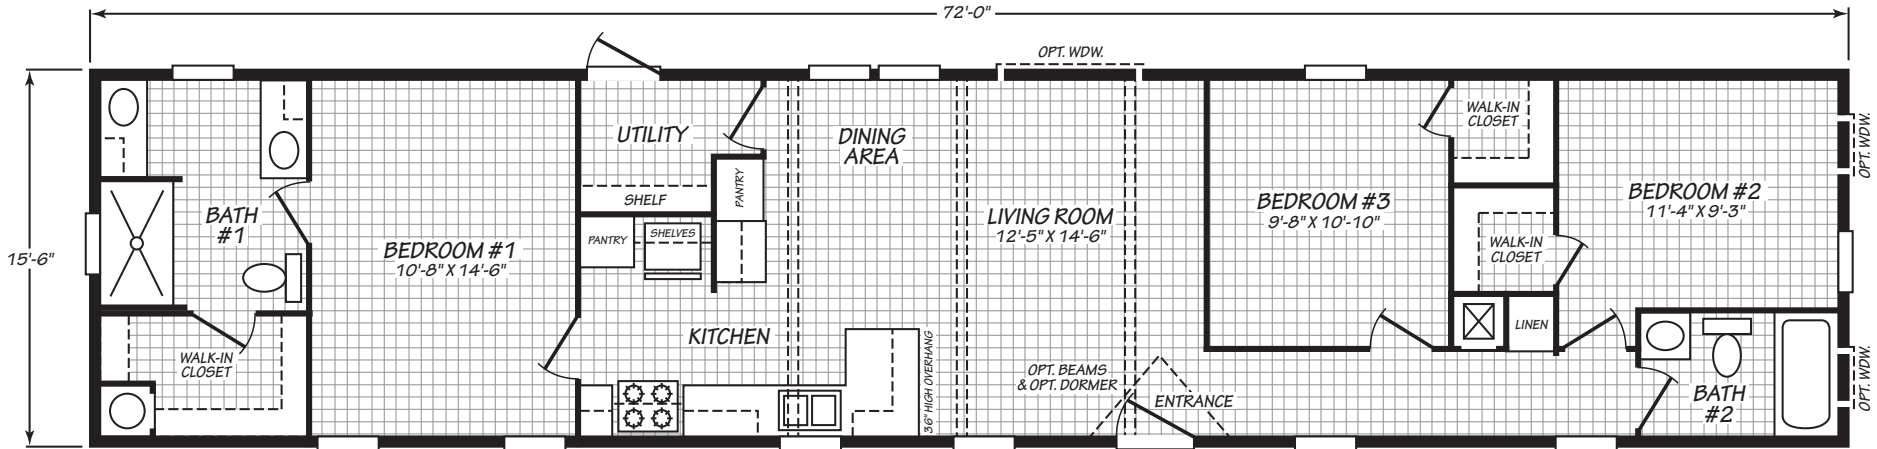 72'-0"
OPT. WDW.
15'-6"
BATH
#1
WALK-IN
CLOSET
BEDROOM #1
10'-8" X 14'-6"
UTILITY
SHELF
PANTRY
PANTRY
SHELVES
KITCHEN
DINING
AREA
36" HIGH OVERHANG
LIVING ROOM
12'-5" X 14'-6"
OPT. BEAMS
& OPT. DORMER
ENTRANCE
BEDROOM #3
9'-8" X 10'-10"
WALK-IN
CLOSET
WALK-IN
CLOSET
LINEN
BEDROOM #2
11'-4" X 9'-3"
BATH
#2
OPT. WDW.
OPT. WDW.